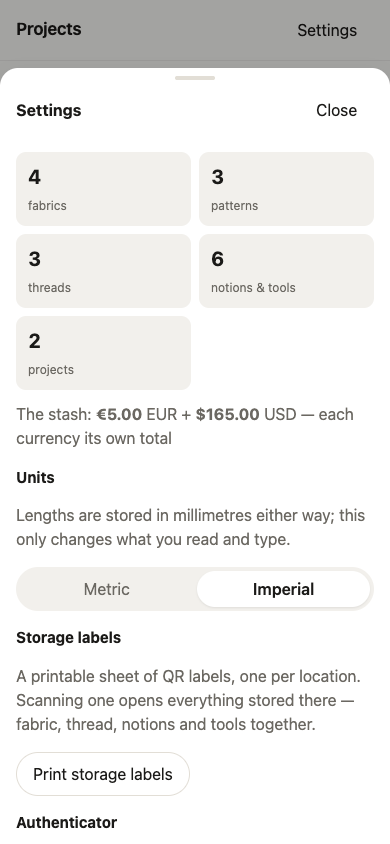 Projects
Settings
Settings
Close
4
fabrics
3
patterns
3
threads
6
notions & tools
2
projects
The stash: €5.00 EUR + $165.00 USD — each
currency its own total
Units
Lengths are stored in millimetres either way; this
only changes what you read and type.
Metric
Imperial
Storage labels
A printable sheet of QR labels, one per location.
Scanning one opens everything stored there —
fabric, thread, notions and tools together.
Print storage labels
Authenticator